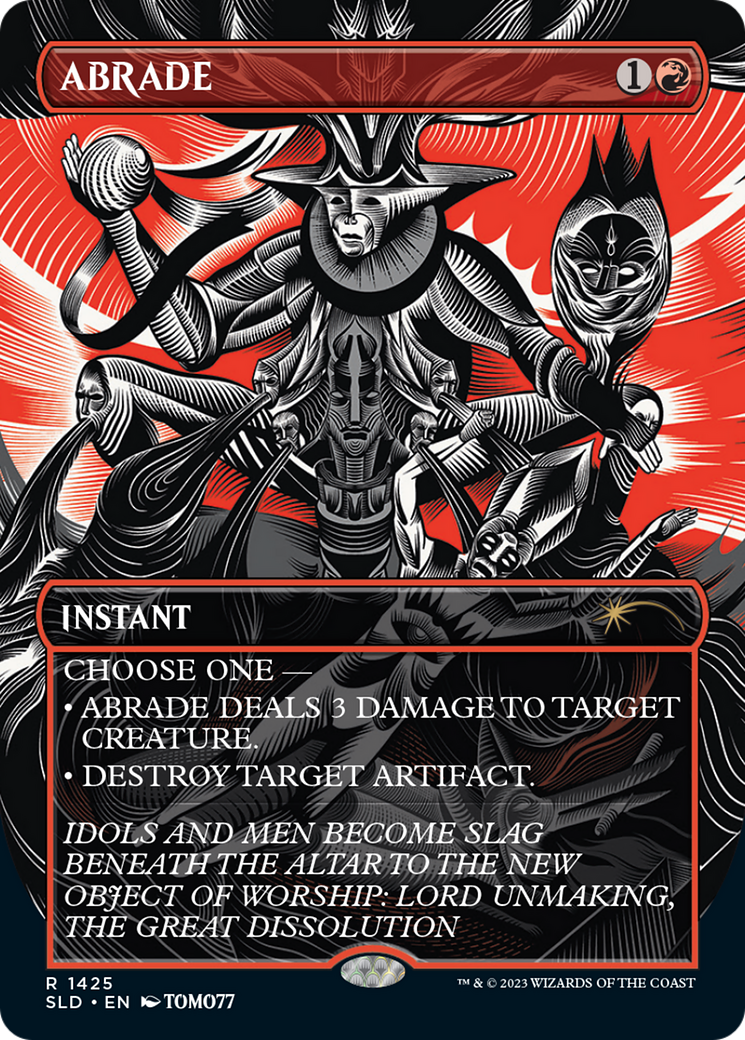 ABRADE 1
INSTANT
CHOOSE ONE —
• ABRADE DEALS 3 DAMAGE TO TARGET
CREATURE.
• DESTROY TARGET ARTIFACT.
IDOLS AND MEN BECOME SLAG
BENEATH THE ALTAR TO THE NEW
OBJECT OF WORSHIP: LORD UNMAKING,
THE GREAT DISSOLUTION
R 1425
SLD • EN TOMO77
™ & © 2023 WIZARDS OF THE COAST